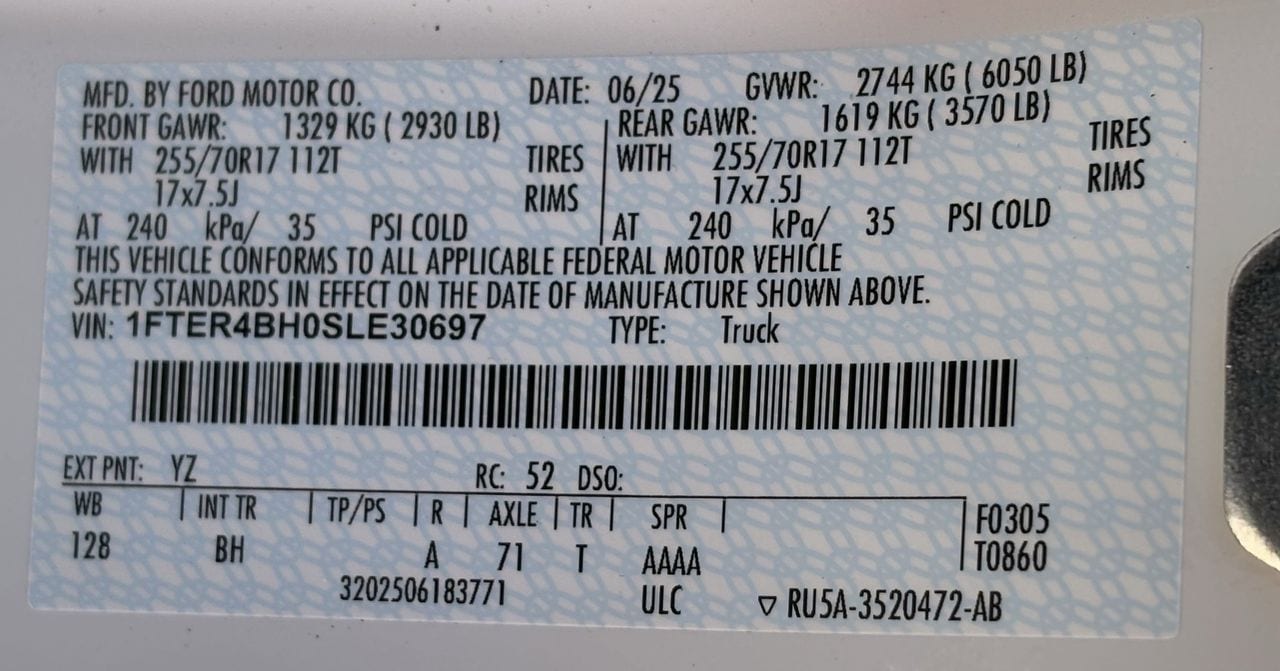 MFD. BY FORD MOTOR CO. DATE: 06/25 GVWR: 2744 KG ( 6050 LB)
FRONT GAWR: 1329 KG ( 2930 LB) REAR GAWR: 1619 KG ( 3570 LB)
WITH 255/70R17 112T TIRES WITH 255/70R17 112T TIRES
17x7.5J RIMS 17x7.5J RIMS
AT 240 kPa/ 35 PSI COLD AT 240 kPa/ 35 PSI COLD
THIS VEHICLE CONFORMS TO ALL APPLICABLE FEDERAL MOTOR VEHICLE
SAFETY STANDARDS IN EFFECT ON THE DATE OF MANUFACTURE SHOWN ABOVE.
VIN: 1FTER4BH0SLE30697 TYPE: Truck
EXT PNT: YZ RC: 52 DSO:
WB INT TR TP/PS R AXLE TR SPR F0305
128 BH A 71 T AAAA T0860
3202506183771 ULC ▽ RU5A-3520472-AB